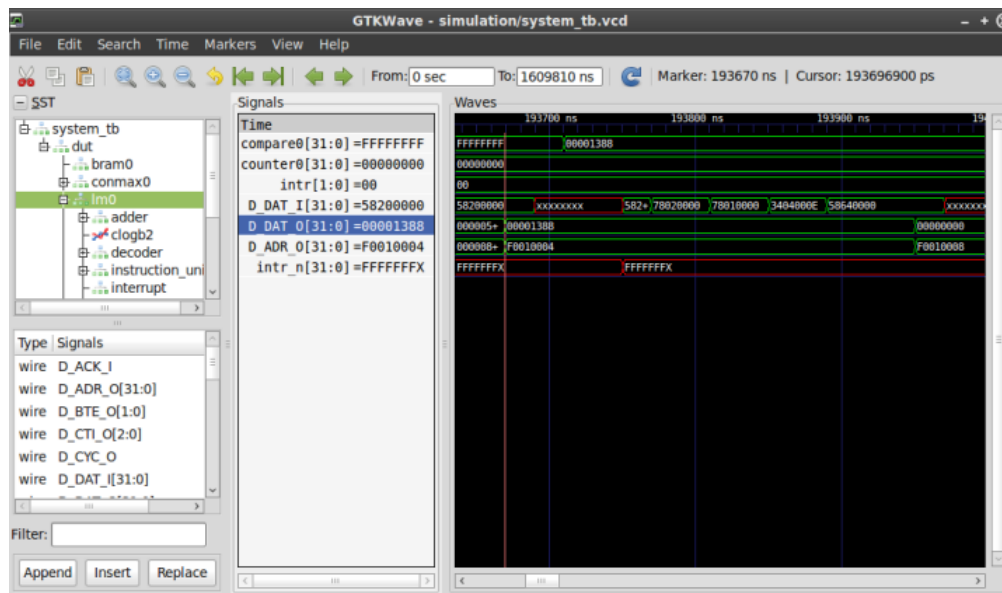 GTKWave - simulation/system_tb.vcd
File Edit Search Time Markers View Help
From: 0 sec To: 1609810 ns Marker: 193670 ns | Cursor: 193696900 ps
SST
system_tb
dut
bram0
conmax0
lm0
adder
clogb2
decoder
instruction_uni
interrupt
Type Signals
wire D_ACK_I
wire D_ADR_O[31:0]
wire D_BTE_O[1:0]
wire D_CTI_O[2:0]
wire D_CYC_O
wire D_DAT_I[31:0]
Filter:
Append Insert Replace
Signals
Time
compare0[31:0] =FFFFFFFF
counter0[31:0] =00000000
intr[1:0] =00
D_DAT_I[31:0] =58200000
D_DAT_O[31:0] =00001388
D_ADR_O[31:0] =F0010004
intr_n[31:0] =FFFFFFFX
Waves
193700 ns 193800 ns 193900 ns 19
FFFFFFFF 00001388
00000000
00
58200000 xxxxxxxx 582+ 78020000 78010000 3404000E 58640000 xxxxxxx
000005+ 00001388 00000000
000008+ F0010004 F0010008
FFFFFFFX FFFFFFFX